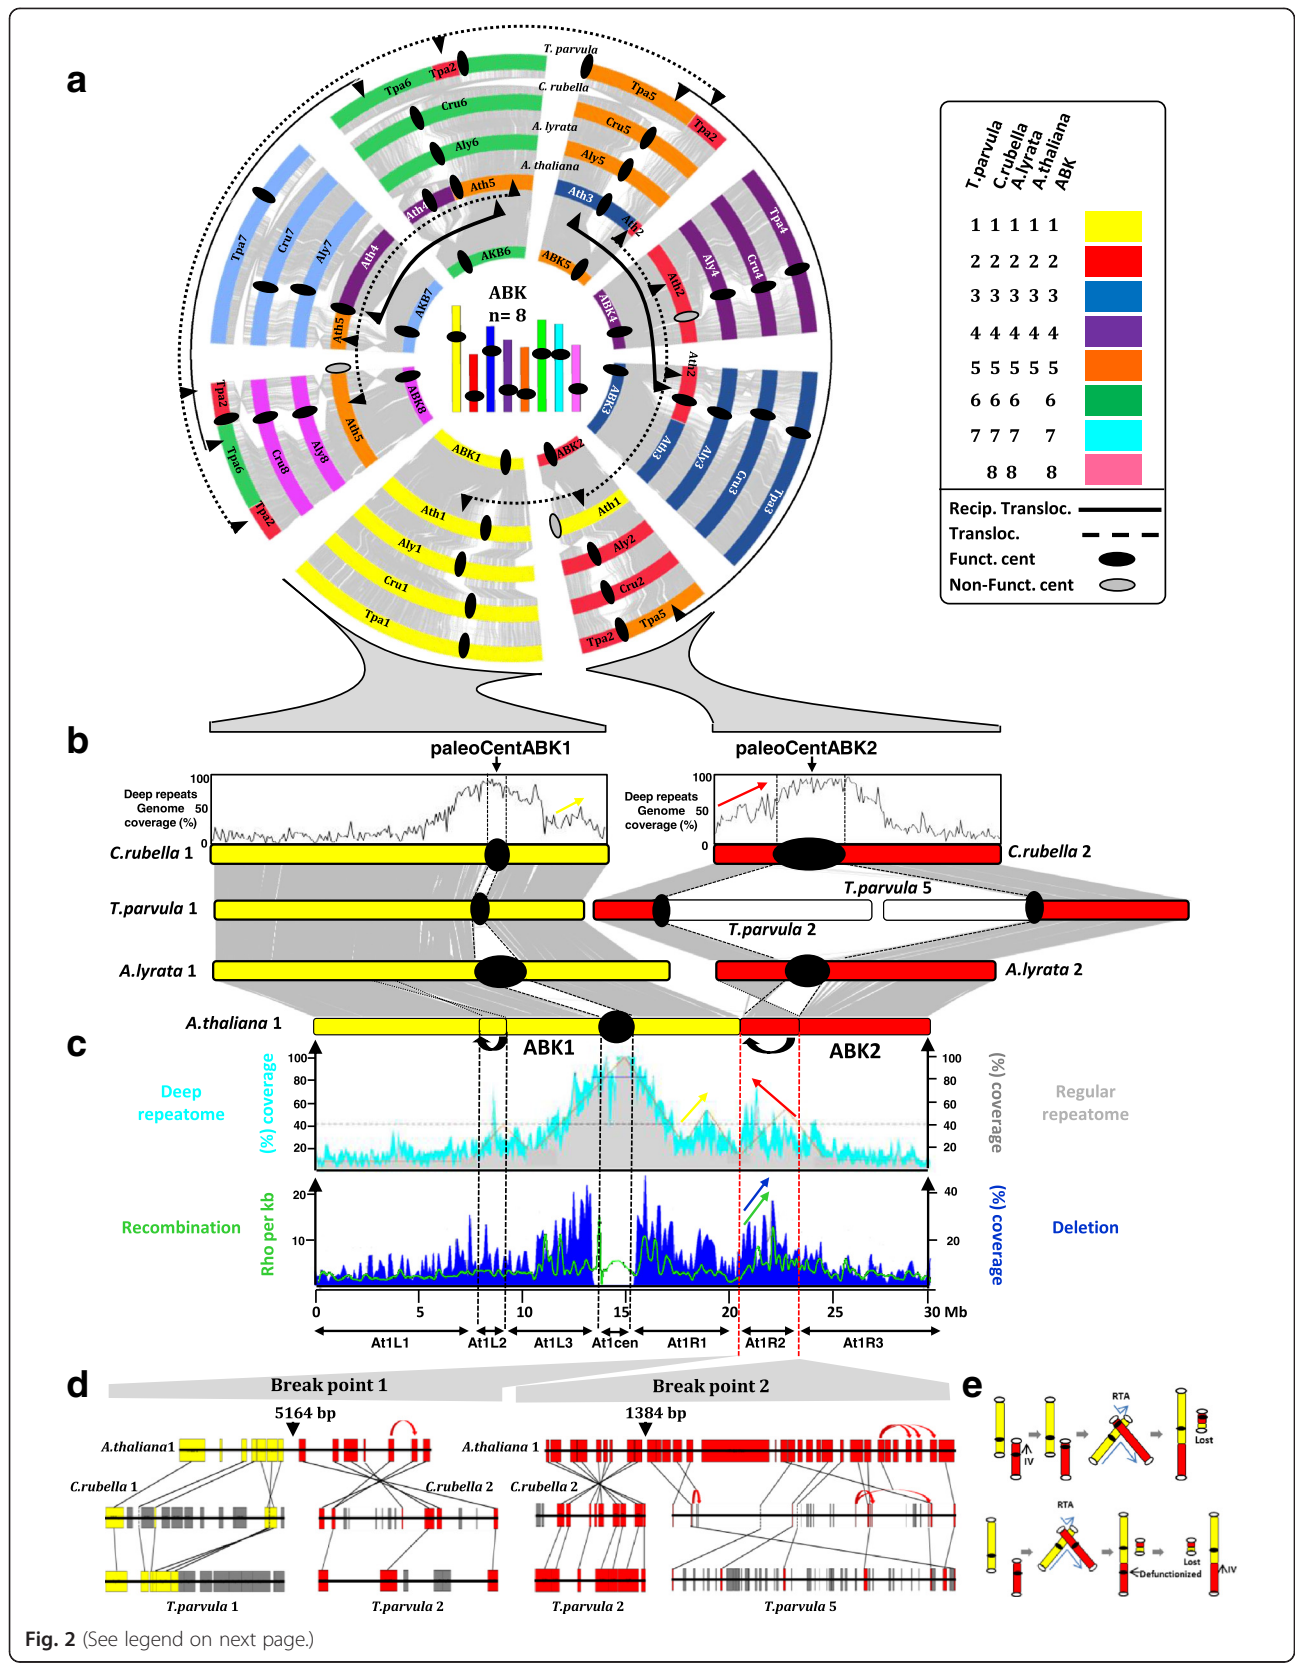 a
T. parvula
C. rubella
A. lyrata
A. thaliana
Tpa6
Tpa2
Cru6
Aly6
Ath4
Ath5
AKB6
Tpa5
Tpa2
Cru5
Aly5
Ath3
Ath2
ABK5
Tpa4
Cru4
Aly4
Ath2
ABK4
Tpa7
Cru7
Aly7
Ath4
Ath5
AKB7
ABK
n= 8
Ath2
ABK3
Ath3
Aly3
Cru3
Tpa3
Tpa2
Tpa6
Tpa2
Cru8
Aly8
Ath5
ABK8
ABK1
Ath1
Aly1
Cru1
Tpa1
ABK2
Ath1
Aly2
Cru2
Tpa2
Tpa5
T.parvula
C.rubella
A.lyrata
A.thaliana
ABK
1 1 1 1 1
2 2 2 2 2
3 3 3 3 3
4 4 4 4 4
5 5 5 5 5
6 6 6 6
7 7 7 7
8 8 8
Recip. Transloc.
Transloc.
Funct. cent
Non-Funct. cent
b
paleoCentABK1
paleoCentABK2
Deep repeats
Genome
coverage (%)
100
50
0
Deep repeats
Genome
coverage (%)
100
50
0
C.rubella 1
C.rubella 2
T.parvula 5
T.parvula 1
T.parvula 2
A.lyrata 1
A.lyrata 2
A.thaliana 1
c
ABK1
ABK2
Deep
repeatome
(%) coverage
100
80
60
40
20
100
80
60
40
20
(%) coverage
Regular
repeatome
Recombination
Rho per kb
20
10
40
20
(%) coverage
Deletion
0 5 10 15 20 25 30 Mb
At1L1 At1L2 At1L3 At1cen At1R1 At1R2 At1R3
d
Break point 1
Break point 2
5164 bp
1384 bp
A.thaliana1
A.thaliana 1
C.rubella 1
C.rubella 2
C.rubella 2
T.parvula 1
T.parvula 2
T.parvula 2
T.parvula 5
e
RTA
IV
Lost
RTA
Defunctionized
Lost
IV
Fig. 2 (See legend on next page.)